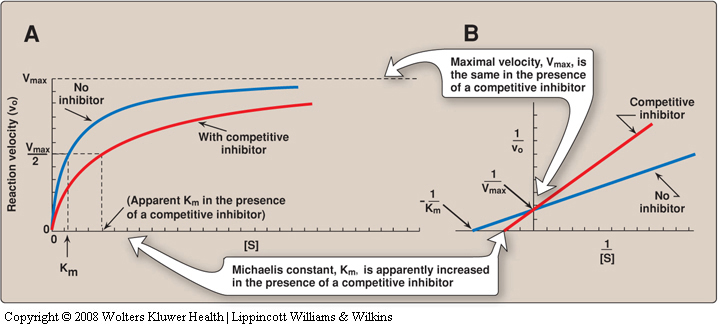 A
B
Vmax
No
inhibitor
With competitive
inhibitor
Vmax
2
Reaction velocity (vo)
(Apparent Km in the presence
of a competitive inhibitor)
0
0
[S]
Km
Maximal velocity, Vmax, is
the same in the presence
of a competitive inhibitor
Competitive
inhibitor
1
vo
1
Vmax
- 1
Km
No
inhibitor
1
[S]
Michaelis constant, Km, is apparently increased
in the presence of a competitive inhibitor
Copyright © 2008 Wolters Kluwer Health | Lippincott Williams & Wilkins